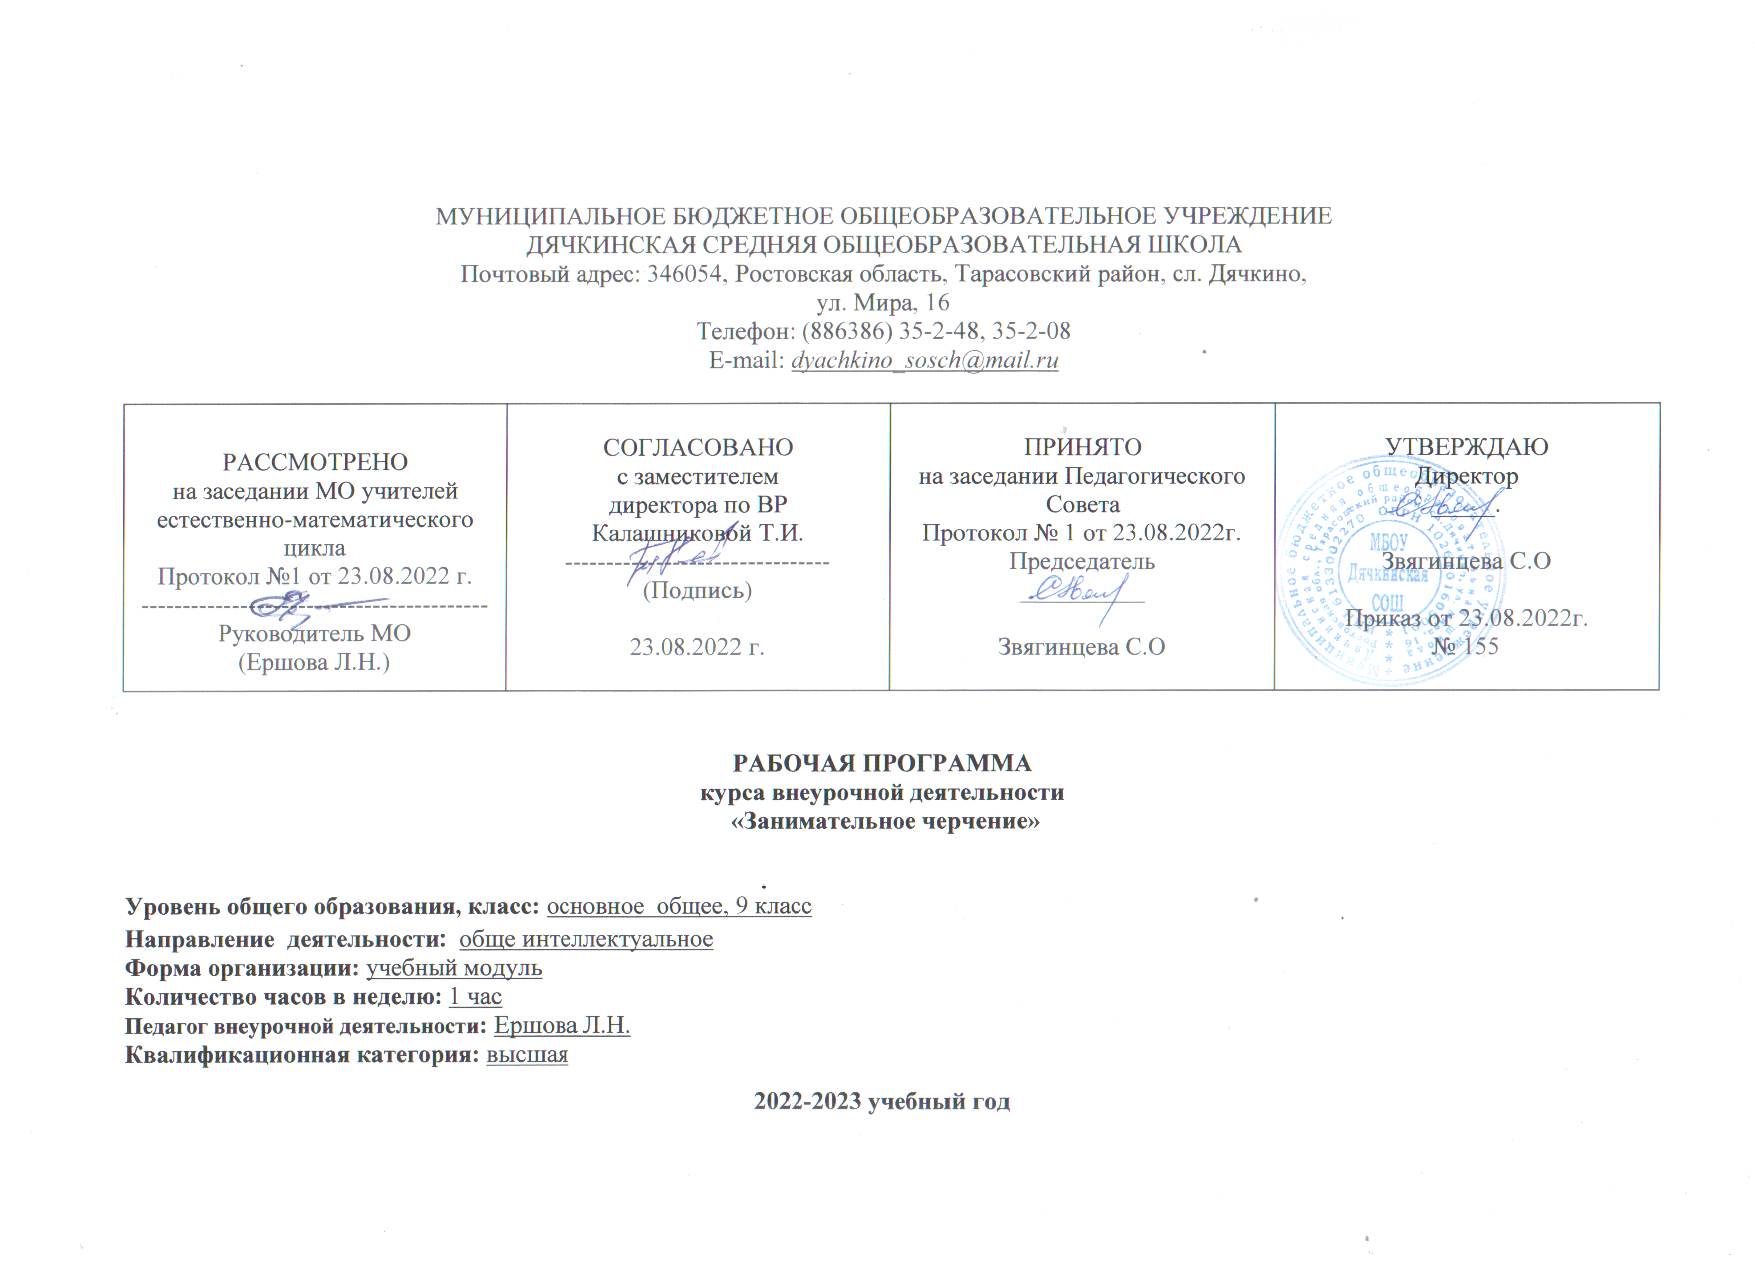 МУНИЦИПАЛЬНОЕ БЮДЖЕТНОЕ ОБЩЕОБРАЗОВАТЕЛЬНОЕ УЧРЕЖДЕНИЕ
ДЯЧКИНСКАЯ СРЕДНЯЯ ОБЩЕОБРАЗОВАТЕЛЬНАЯ ШКОЛА
Почтовый адрес: 346054, Ростовская область, Тарасовский район, сл. Дячкино,
ул. Мира, 16
Телефон: (886386) 35-2-48, 35-2-08
E-mail: dyachkino_sosch@mail.ru
РАССМОТРЕНО
на заседании МО учителей
естественно-математического
цикла
Протокол №1 от 23.08.2022 г.
Руководитель МО
(Ершова Л.Н.)
СОГЛАСОВАНО
с заместителем
директора по ВР
Калашниковой Т.И.
(Подпись)
23.08.2022 г.
ПРИНЯТО
на заседании Педагогического
Совета
Протокол № 1 от 23.08.2022г.
Председатель
Звягинцева С.О
УТВЕРЖДАЮ
Директор
Звягинцева С.О
Приказ от 23.08.2022г.
№ 155
МБОУ
Дячкинская
СОШ
РАБОЧАЯ ПРОГРАММА
курса внеурочной деятельности
«Занимательное черчение»
Уровень общего образования, класс: основное  общее, 9 класс
Направление  деятельности:  обще интеллектуальное
Форма организации: учебный модуль
Количество часов в неделю: 1 час
Педагог внеурочной деятельности: Ершова Л.Н.
Квалификационная категория: высшая
2022-2023 учебный год